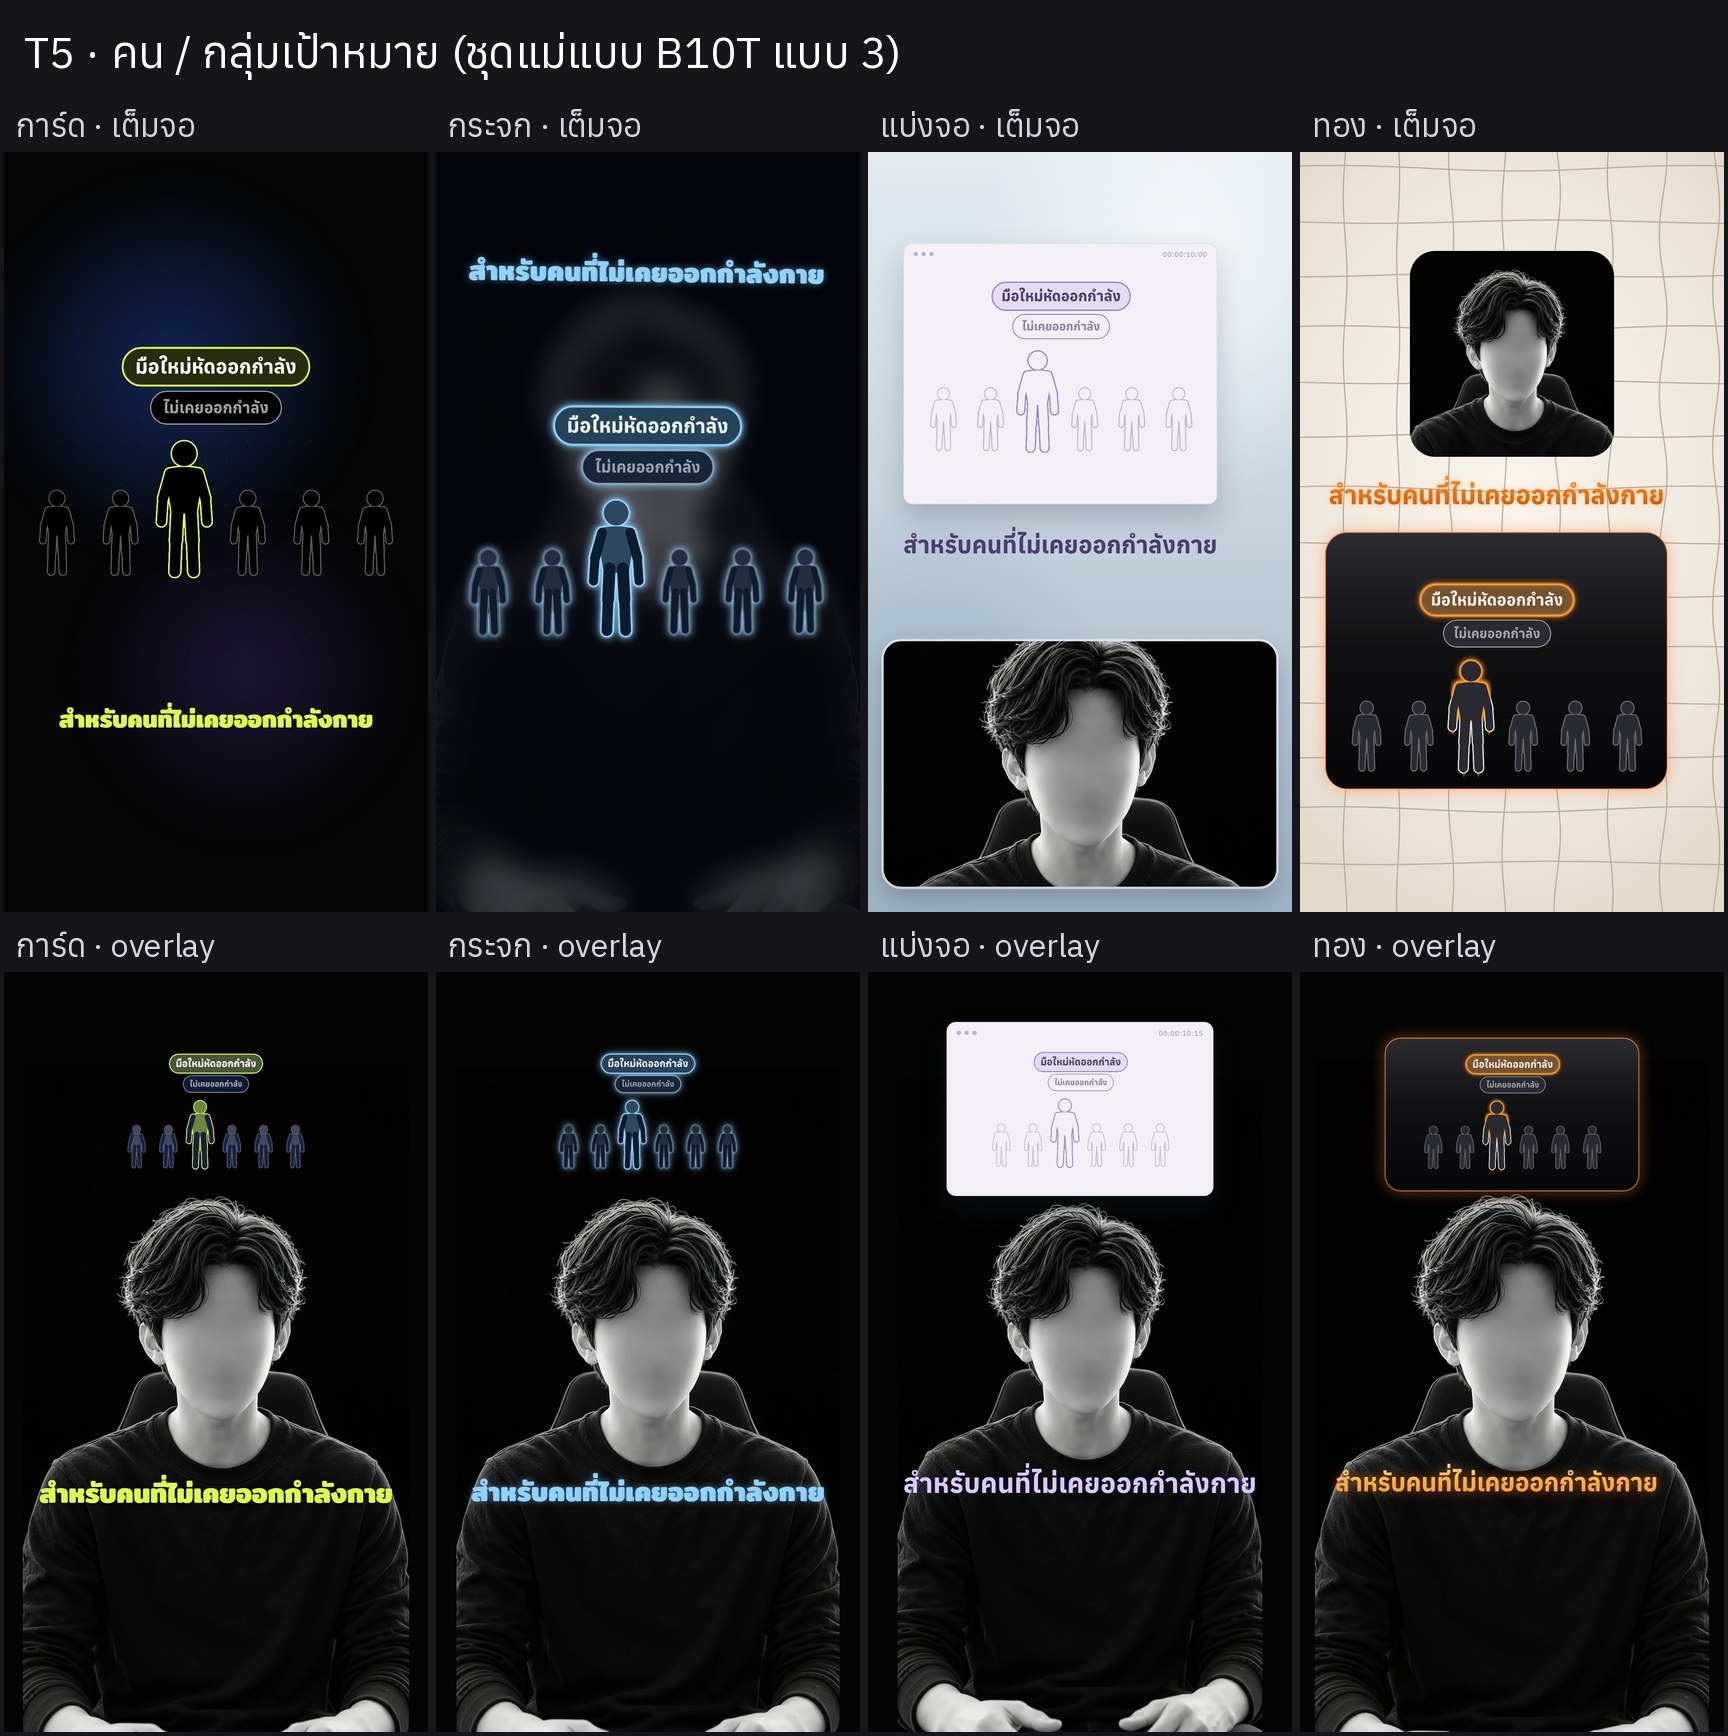 T5 · คน / กลุ่มเป้าหมาย (ชุดแม่แบบ B10T แบบ 3)
การ์ด · เต็มจอ
กระจก · เต็มจอ
แบ่งจอ · เต็มจอ
ทอง · เต็มจอ
มือใหม่หัดออกกำลัง
ไม่เคยออกกำลัง
สำหรับคนที่ไม่เคยออกกำลังกาย
สำหรับคนที่ไม่เคยออกกำลังกาย
มือใหม่หัดออกกำลัง
ไม่เคยออกกำลัง
00:00:10:00
มือใหม่หัดออกกำลัง
ไม่เคยออกกำลัง
สำหรับคนที่ไม่เคยออกกำลังกาย
สำหรับคนที่ไม่เคยออกกำลังกาย
มือใหม่หัดออกกำลัง
ไม่เคยออกกำลัง
การ์ด · overlay
กระจก · overlay
แบ่งจอ · overlay
ทอง · overlay
มือใหม่หัดออกกำลัง
ไม่เคยออกกำลัง
สำหรับคนที่ไม่เคยออกกำลังกาย
มือใหม่หัดออกกำลัง
ไม่เคยออกกำลัง
สำหรับคนที่ไม่เคยออกกำลังกาย
00:00:10:15
มือใหม่หัดออกกำลัง
ไม่เคยออกกำลัง
สำหรับคนที่ไม่เคยออกกำลังกาย
มือใหม่หัดออกกำลัง
ไม่เคยออกกำลัง
สำหรับคนที่ไม่เคยออกกำลังกาย